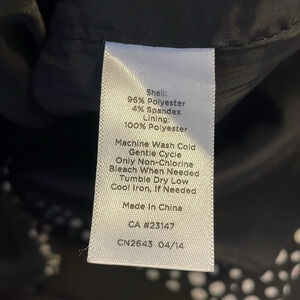 Shell:
96% Polyester
4% Spandex
Lining:
100% Polyester
Machine Wash Cold
Gentle Cycle
Only Non-Chlorine
Bleach When Needed
Tumble Dry Low
Cool Iron, If Needed
Made In China
CA #23147
CN2643 04/14